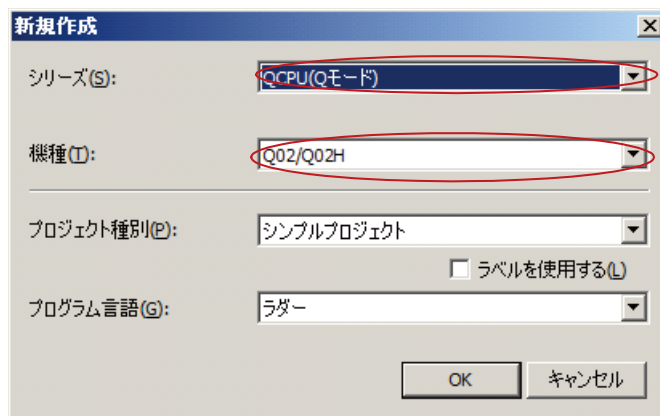 新規作成
シリーズ(S):
QCPU(Qモード)
機種(T):
Q02/Q02H
プロジェクト種別(P):
シンプルプロジェクト
ラベルを使用する(L)
プログラム言語(G):
ラダー
OK
キャンセル